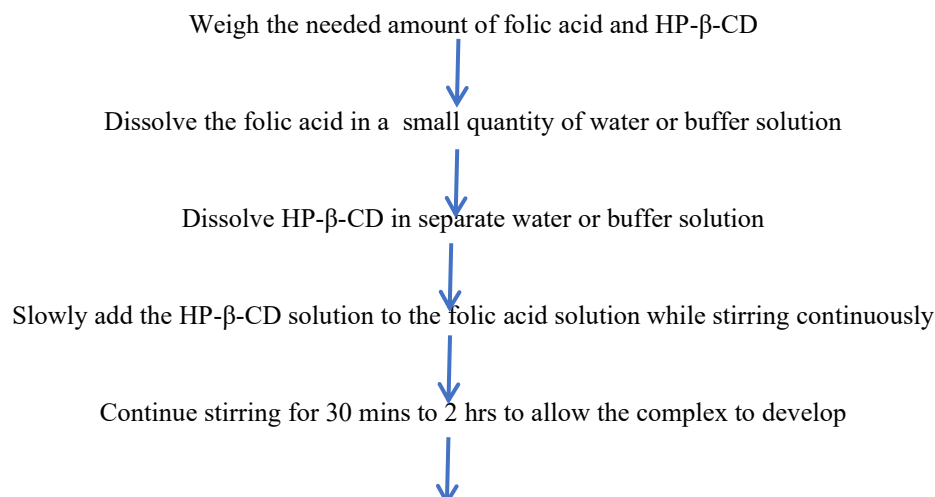 Weigh the needed amount of folic acid and HP-β-CD
Dissolve the folic acid in a small quantity of water or buffer solution
Dissolve HP-β-CD in separate water or buffer solution
Slowly add the HP-β-CD solution to the folic acid solution while stirring continuously
Continue stirring for 30 mins to 2 hrs to allow the complex to develop